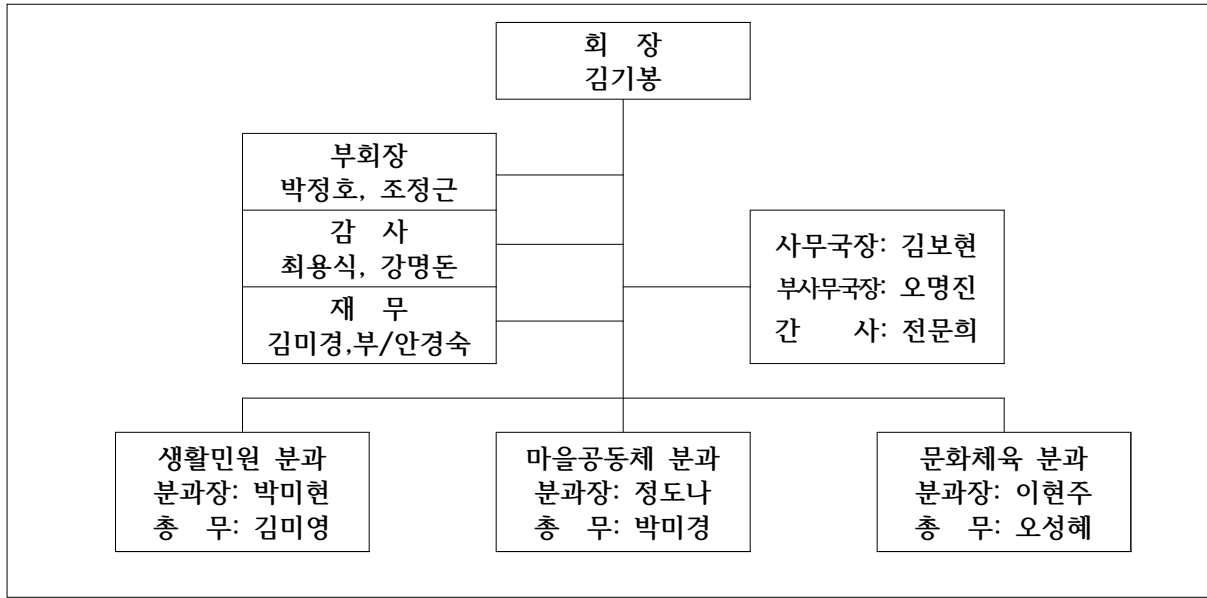 회 장
김기봉
부회장
박정호, 조정근
감 사
최용식, 강명돈
재 무
김미경,부/안경숙
사무국장: 김보현
부사무국장: 오명진
간 사: 전문희
생활민원 분과
분과장: 박미현
총 무: 김미영
마을공동체 분과
분과장: 정도나
총 무: 박미경
문화체육 분과
분과장: 이현주
총 무: 오성혜